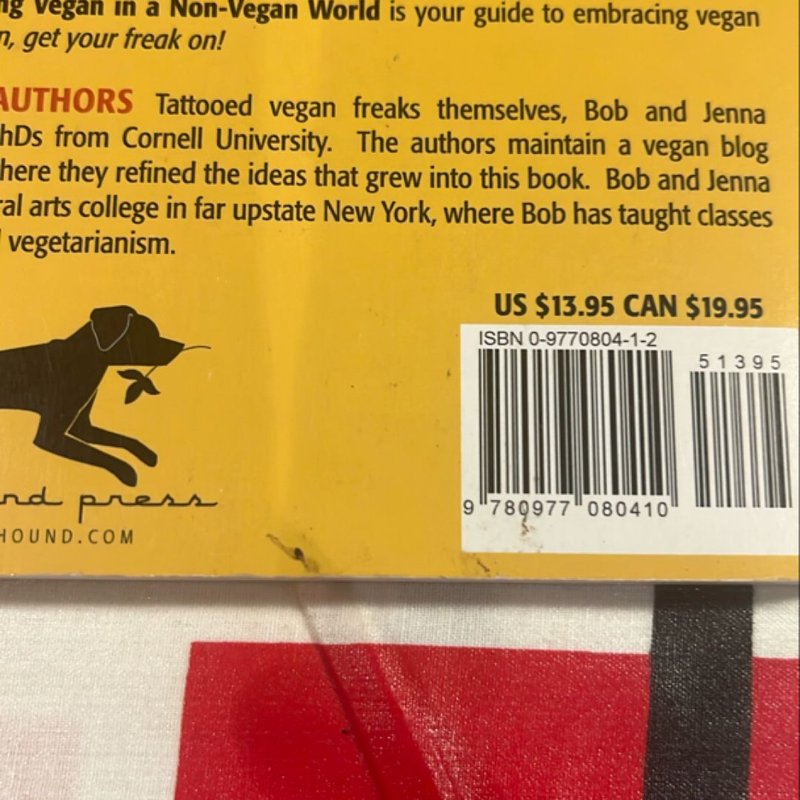 ng Vegan in a Non-Vegan World is your guide to embracing vegan
n, get your freak on!
AUTHORS Tattooed vegan freaks themselves, Bob and Jenna
hDs from Cornell University. The authors maintain a vegan blog
here they refined the ideas that grew into this book. Bob and Jenna
ral arts college in far upstate New York, where Bob has taught classes
vegetarianism.
US $13.95 CAN $19.95
ISBN 0-9770804-1-2
51395
9 780977 080410
nd press
HOUND.COM